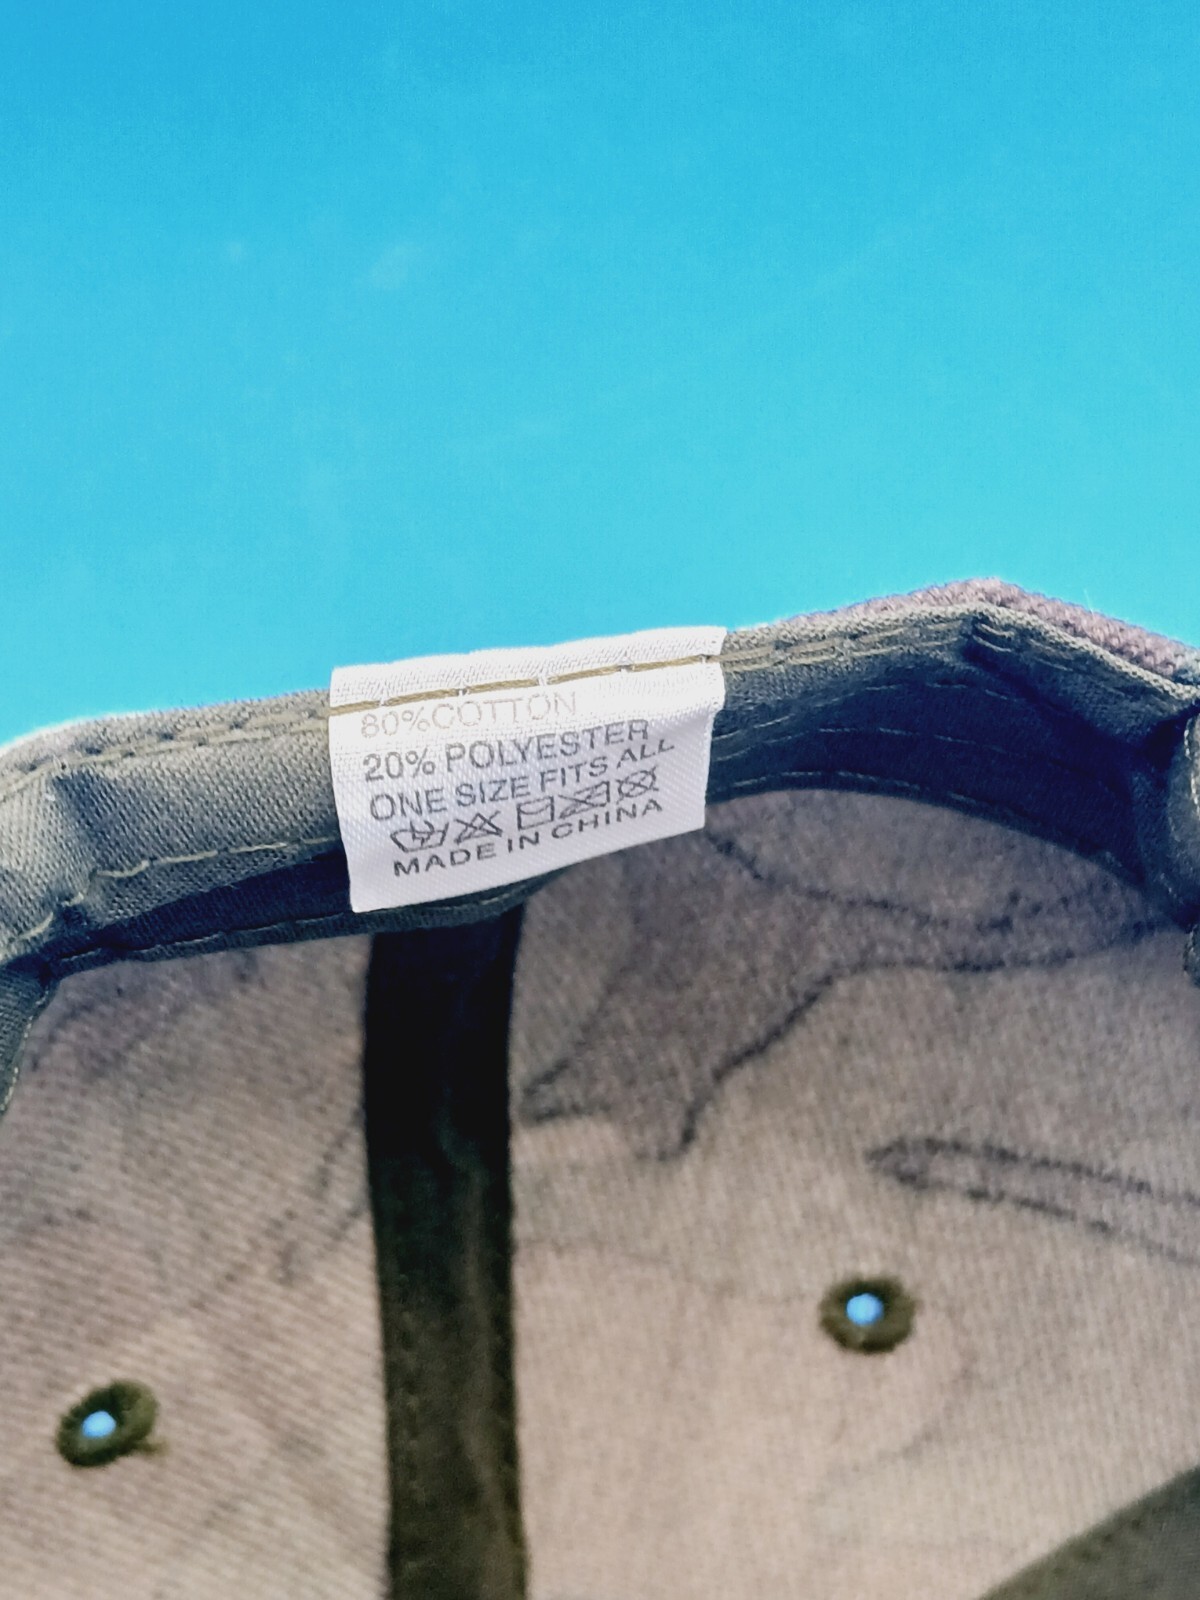 80%COTTON
20% POLYESTER
ONE SIZE FITS ALL
MADE IN CHINA